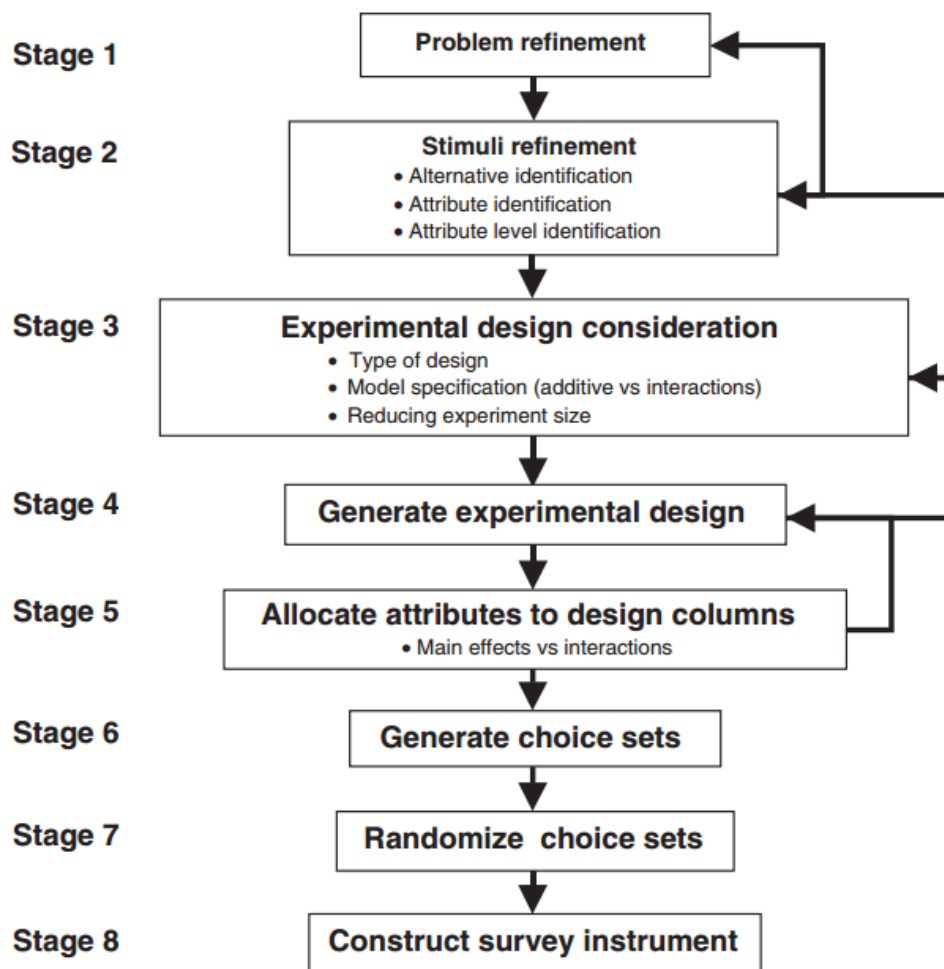 Stage 1
Problem refinement
Stage 2
Stimuli refinement
• Alternative identification
• Attribute identification
• Attribute level identification
Stage 3
Experimental design consideration
• Type of design
• Model specification (additive vs interactions)
• Reducing experiment size
Stage 4
Generate experimental design
Stage 5
Allocate attributes to design columns
• Main effects vs interactions
Stage 6
Generate choice sets
Stage 7
Randomize choice sets
Stage 8
Construct survey instrument